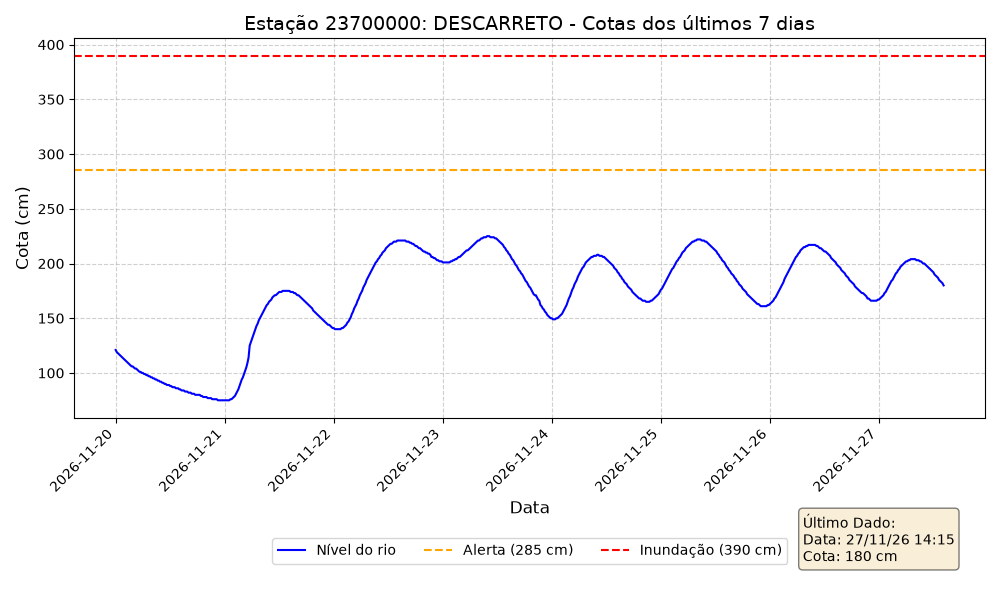 Estação 23700000: DESCARRETO - Cotas dos últimos 7 dias
Cota (cm)
400
350
300
250
200
150
100
2026-11-20
2026-11-21
2026-11-22
2026-11-23
2026-11-24
2026-11-25
2026-11-26
2026-11-27
Data
Nível do rio
Alerta (285 cm)
Inundação (390 cm)
Último Dado:
Data: 27/11/26 14:15
Cota: 180 cm